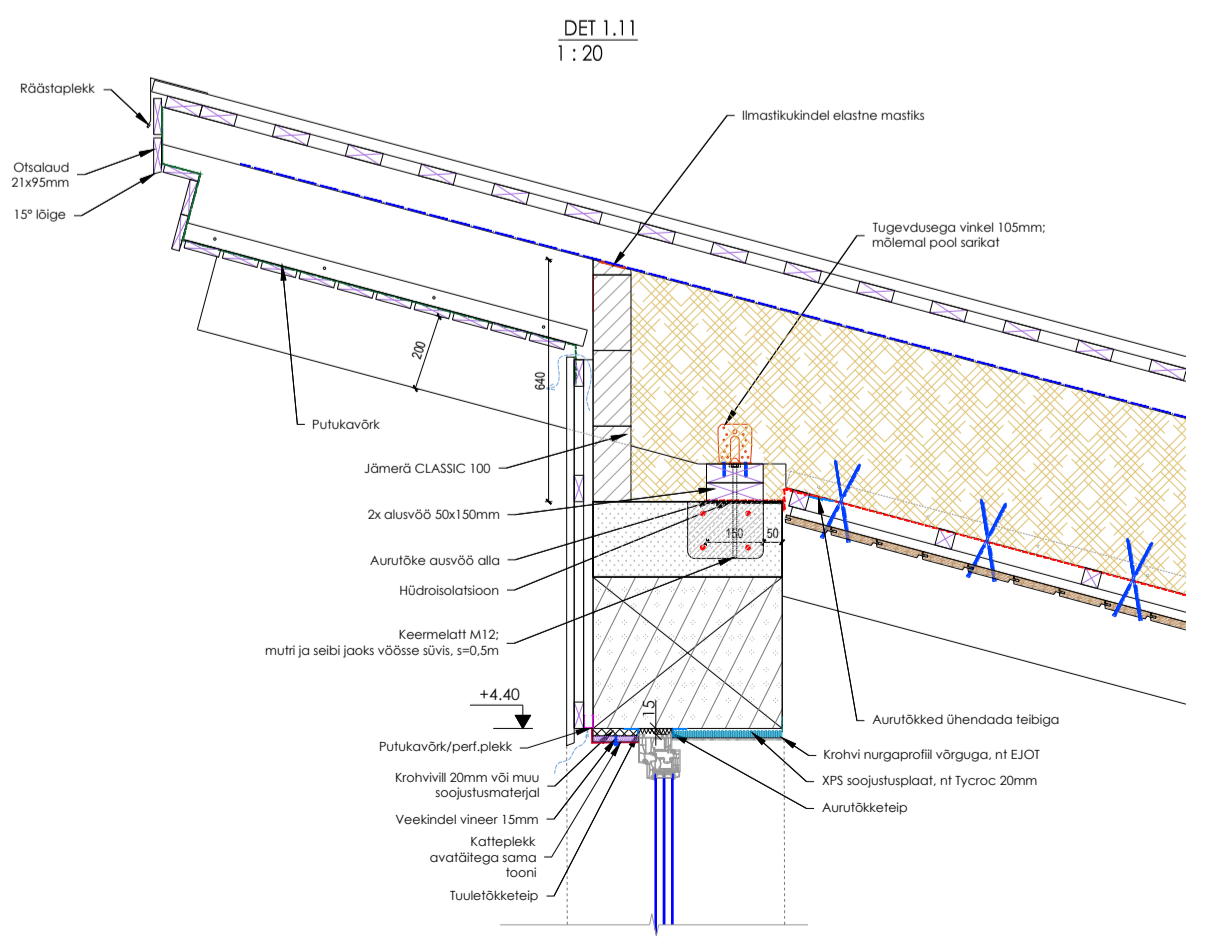 DET 1.11
1 : 20
Räästaplekk
Otsalaud
21x95mm
15° lõige
Ilmastikukindel elastne mastiks
Tugevdusega vinkel 105mm;
mõlemal pool sarikat
200
640
Putukavõrk
Jämerä CLASSIC 100
2x alusvöö 50x150mm
150
50
Aurutõke ausvöö alla
Hüdroisolatsioon
Keermelatt M12;
mutri ja seibi jaoks vöösse süvis, s=0,5m
+4.40
15
Aurutõkked ühendada teibiga
Putukavõrk/perf.plekk
Krohvi nurgaprofiil võrguga, nt EJOT
Krohvivill 20mm või muu
soojustusmaterjal
XPS soojustusplaat, nt Tycroc 20mm
Aurutõkketeip
Veekindel vineer 15mm
Katteplekk
avatäitega sama
tooni
Tuuletõkketeip